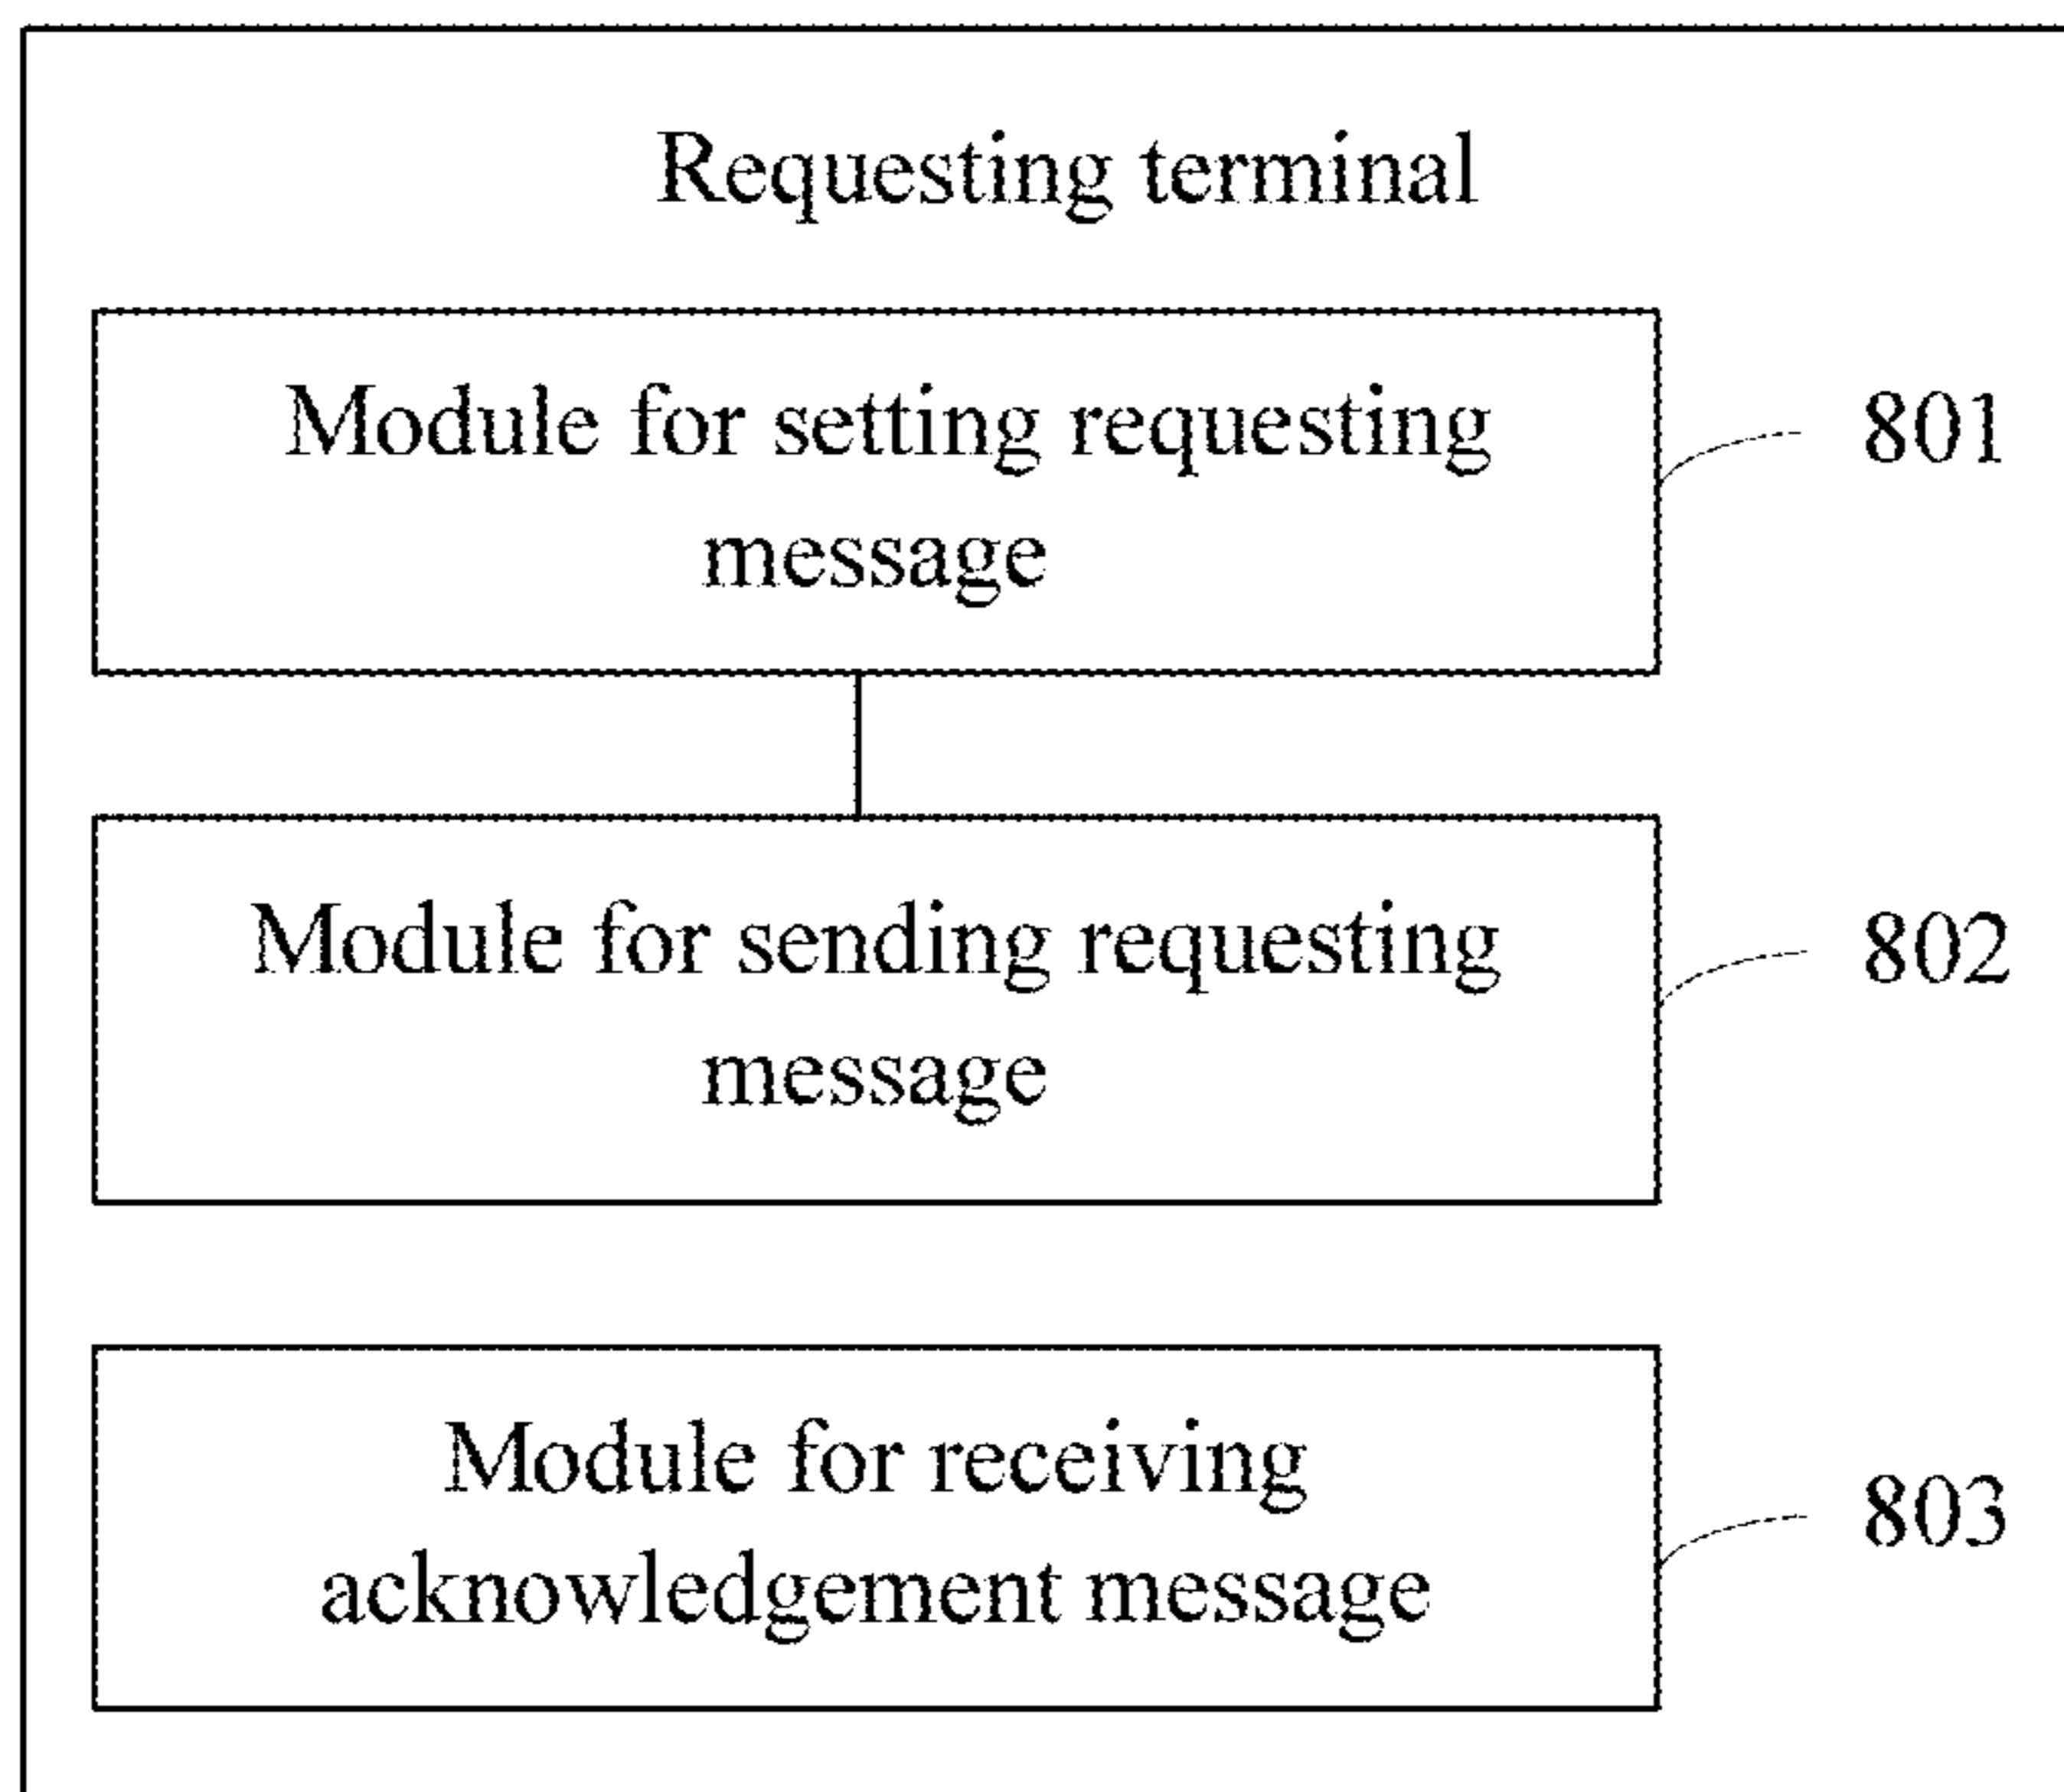 Requesting terminal
Module for setting requesting
message
801
Module for sending requesting
message
802
Module for receiving
acknowledgement message
803